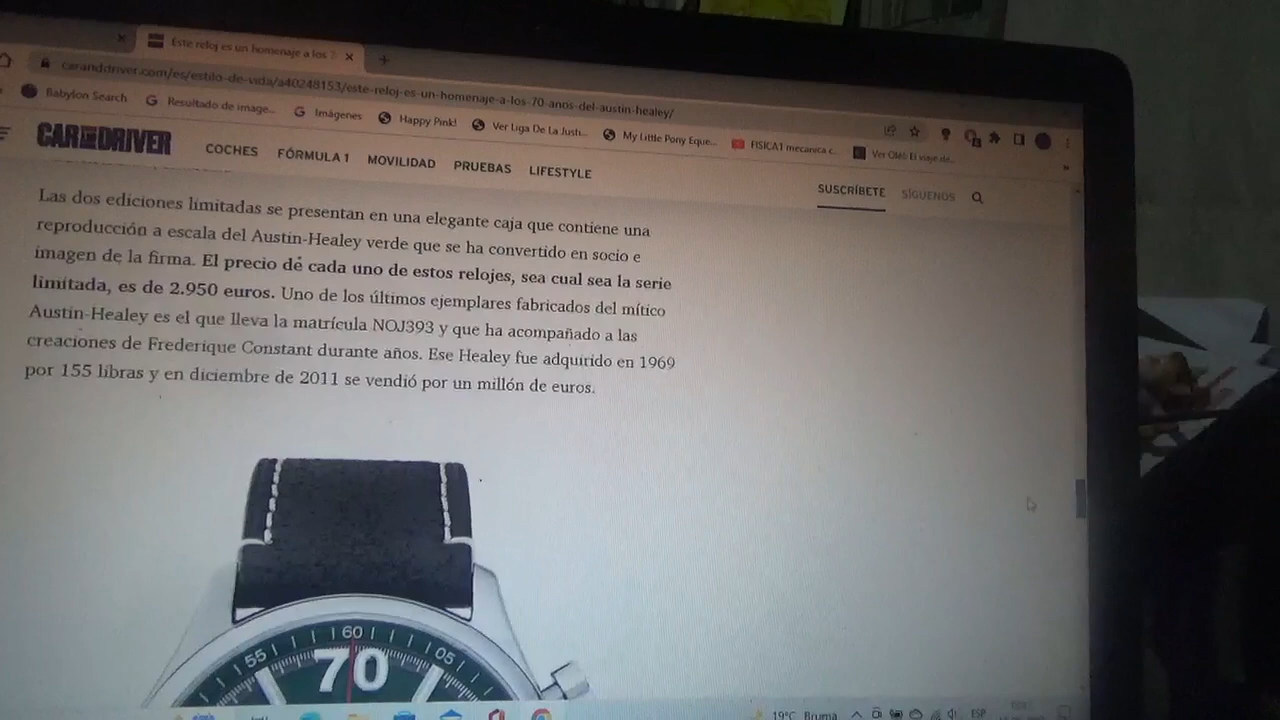 Este reloj es un homenaje a los 7
caranddriver.com/es/estilo-de-vida/a40248153/este-reloj-es-un-homenaje-a-los-70-anos-del-austin-healey/
Babylon Search Resultado de image... Imágenes Happy Pink! Ver Liga De La Justi... My Little Pony Eque... FISICA1 mecanica c... Ver Olé! El viaje de...
CAR AND DRIVER COCHES FÓRMULA 1 MOVILIDAD PRUEBAS LIFESTYLE SUSCRÍBETE SÍGUENOS
Las dos ediciones limitadas se presentan en una elegante caja que contiene una
reproducción a escala del Austin-Healey verde que se ha convertido en socio e
imagen de la firma. El precio de cada uno de estos relojes, sea cual sea la serie
limitada, es de 2.950 euros. Uno de los últimos ejemplares fabricados del mítico
Austin-Healey es el que lleva la matrícula NOJ393 y que ha acompañado a las
creaciones de Frederique Constant durante años. Ese Healey fue adquirido en 1969
por 155 libras y en diciembre de 2011 se vendió por un millón de euros.
55 60 05
70
19°C Bruma ESP